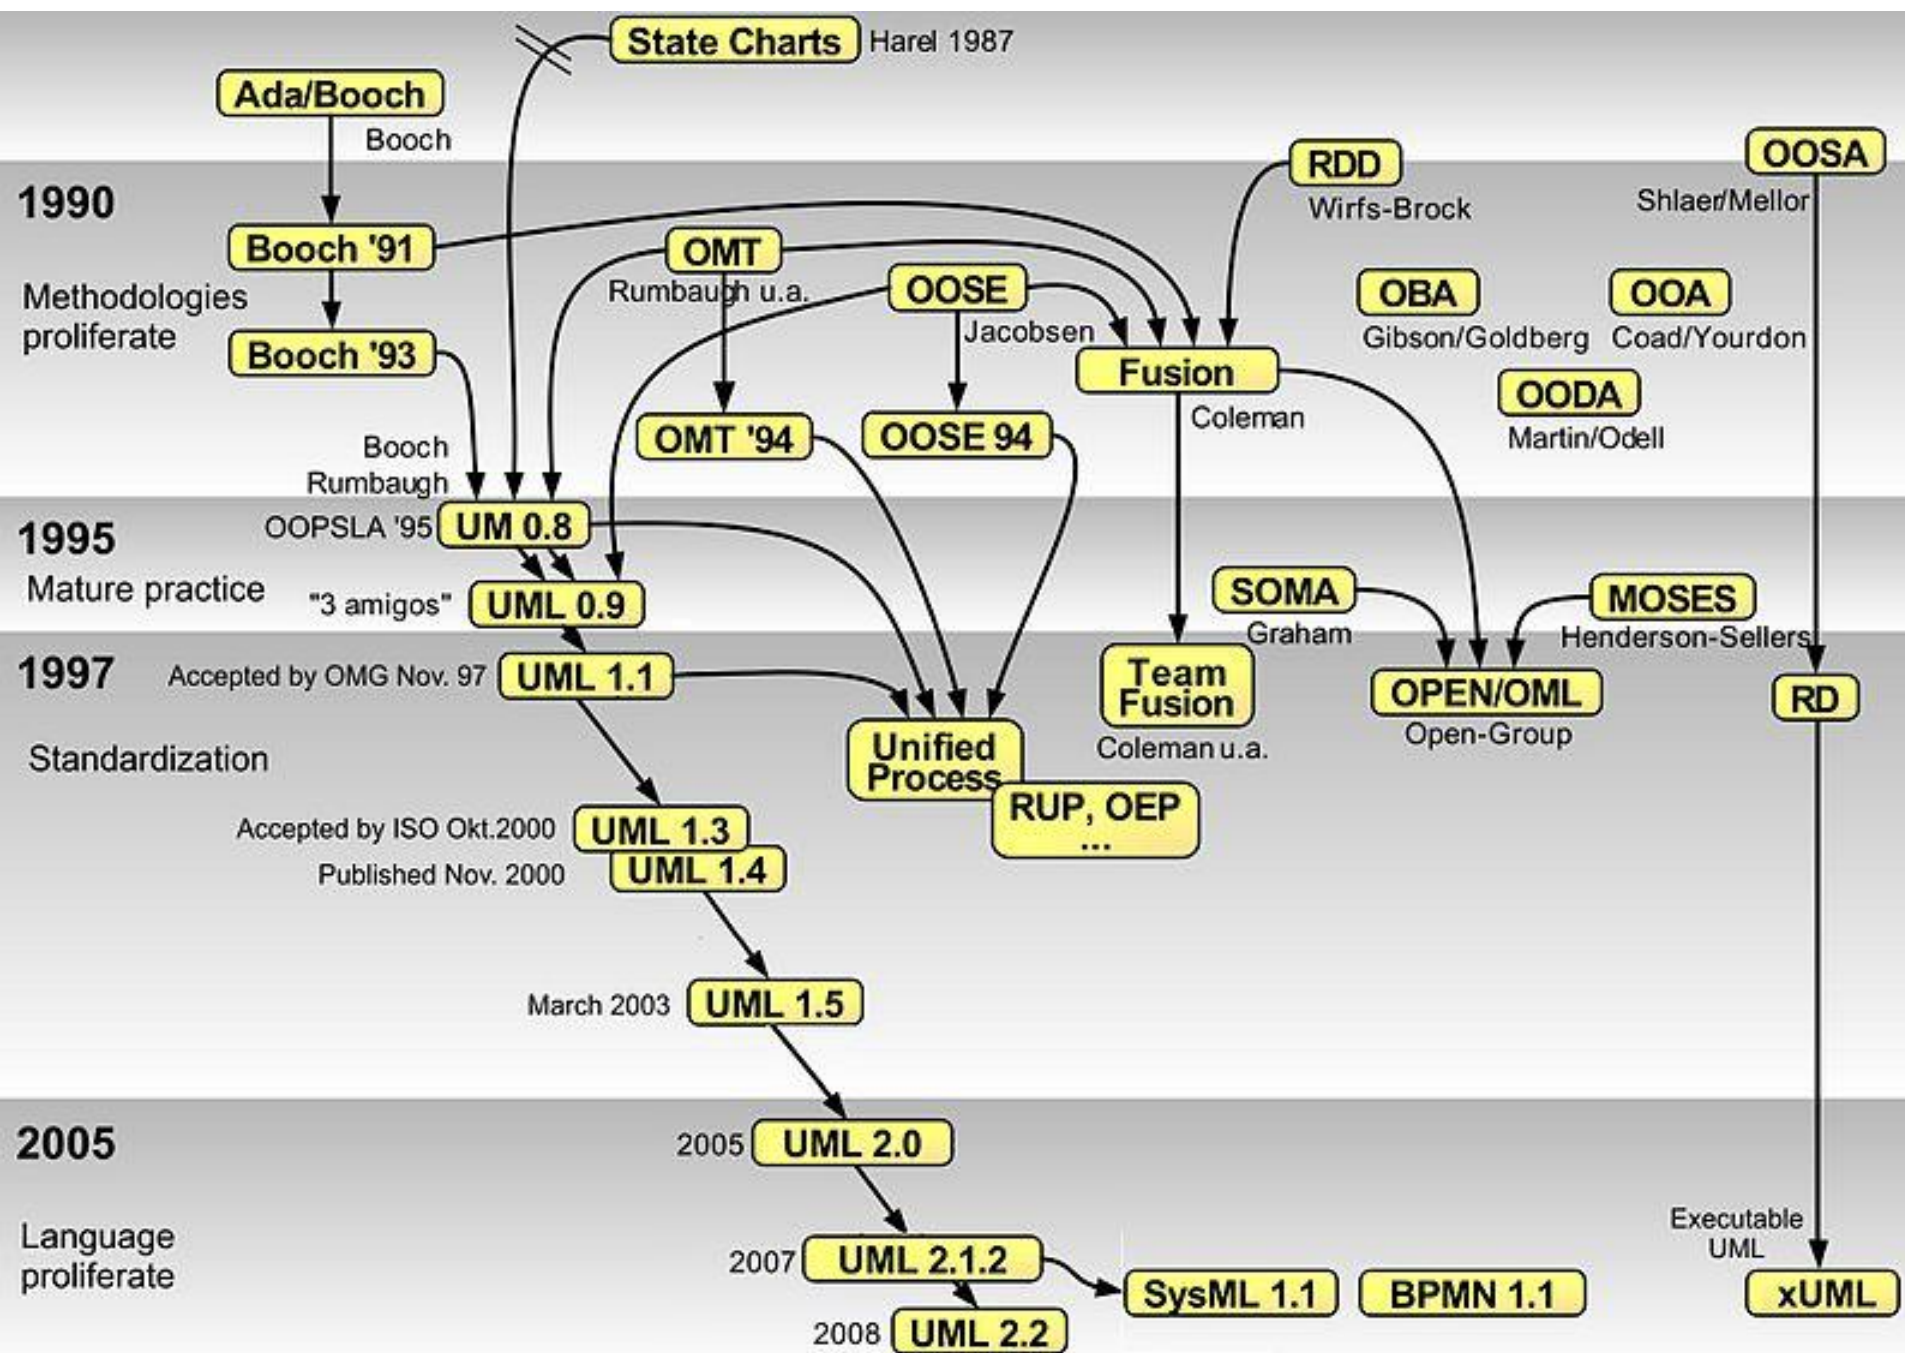 State Charts
Harel 1987
Ada/Booch
Booch
RDD
Wirfs-Brock
OOSA
Shlaer/Mellor
1990
Methodologies
proliferate
Booch '91
OMT
Rumbaugh u.a.
OOSE
Jacobsen
OBA
Gibson/Goldberg
OOA
Coad/Yourdon
Booch '93
Fusion
Coleman
OODA
Martin/Odell
OMT '94
OOSE 94
Booch
Rumbaugh
1995
Mature practice
OOPSLA '95
UM 0.8
"3 amigos"
UML 0.9
SOMA
Graham
MOSES
Henderson-Sellers
1997
Standardization
Accepted by OMG Nov. 97
UML 1.1
Unified
Process
RUP, OEP
...
Team
Fusion
Coleman u.a.
OPEN/OML
Open-Group
RD
Accepted by ISO Okt.2000
UML 1.3
Published Nov. 2000
UML 1.4
March 2003
UML 1.5
2005
Language
proliferate
2005
UML 2.0
2007
UML 2.1.2
2008
UML 2.2
SysML 1.1
BPMN 1.1
Executable
UML
xUML